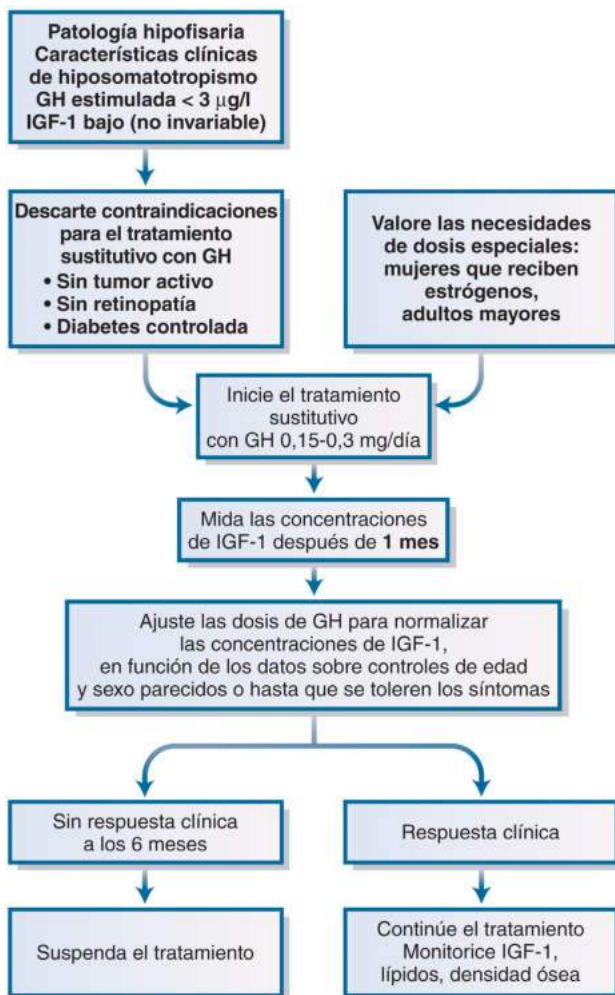 Patología hipofisaria
Características clínicas
de hiposomatotropismo
GH estimulada < 3 μg/l
IGF-1 bajo (no invariable)
Descarte contraindicaciones
para el tratamiento
sustitutivo con GH
• Sin tumor activo
• Sin retinopatía
• Diabetes controlada
Valore las necesidades
de dosis especiales:
mujeres que reciben
estrógenos,
adultos mayores
Inicie el tratamiento
sustitutivo
con GH 0,15-0,3 mg/día
Mida las concentraciones
de IGF-1 después de 1 mes
Ajuste las dosis de GH para normalizar
las concentraciones de IGF-1,
en función de los datos sobre controles de edad
y sexo parecidos o hasta que se toleren los síntomas
Sin respuesta clínica
a los 6 meses
Respuesta clínica
Suspenda el tratamiento
Continúe el tratamiento
Monitorice IGF-1,
lípidos, densidad ósea